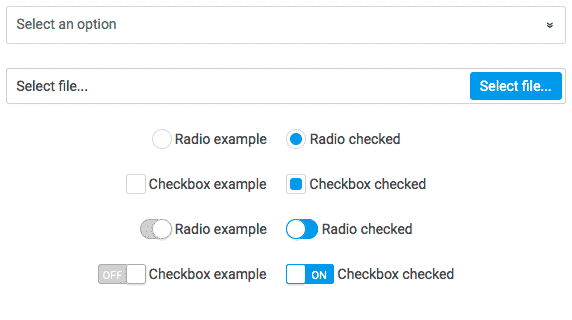 Select an option
Select file... Select file...
Radio example Radio checked
Checkbox example Checkbox checked
Radio example Radio checked
OFF Checkbox example ON Checkbox checked